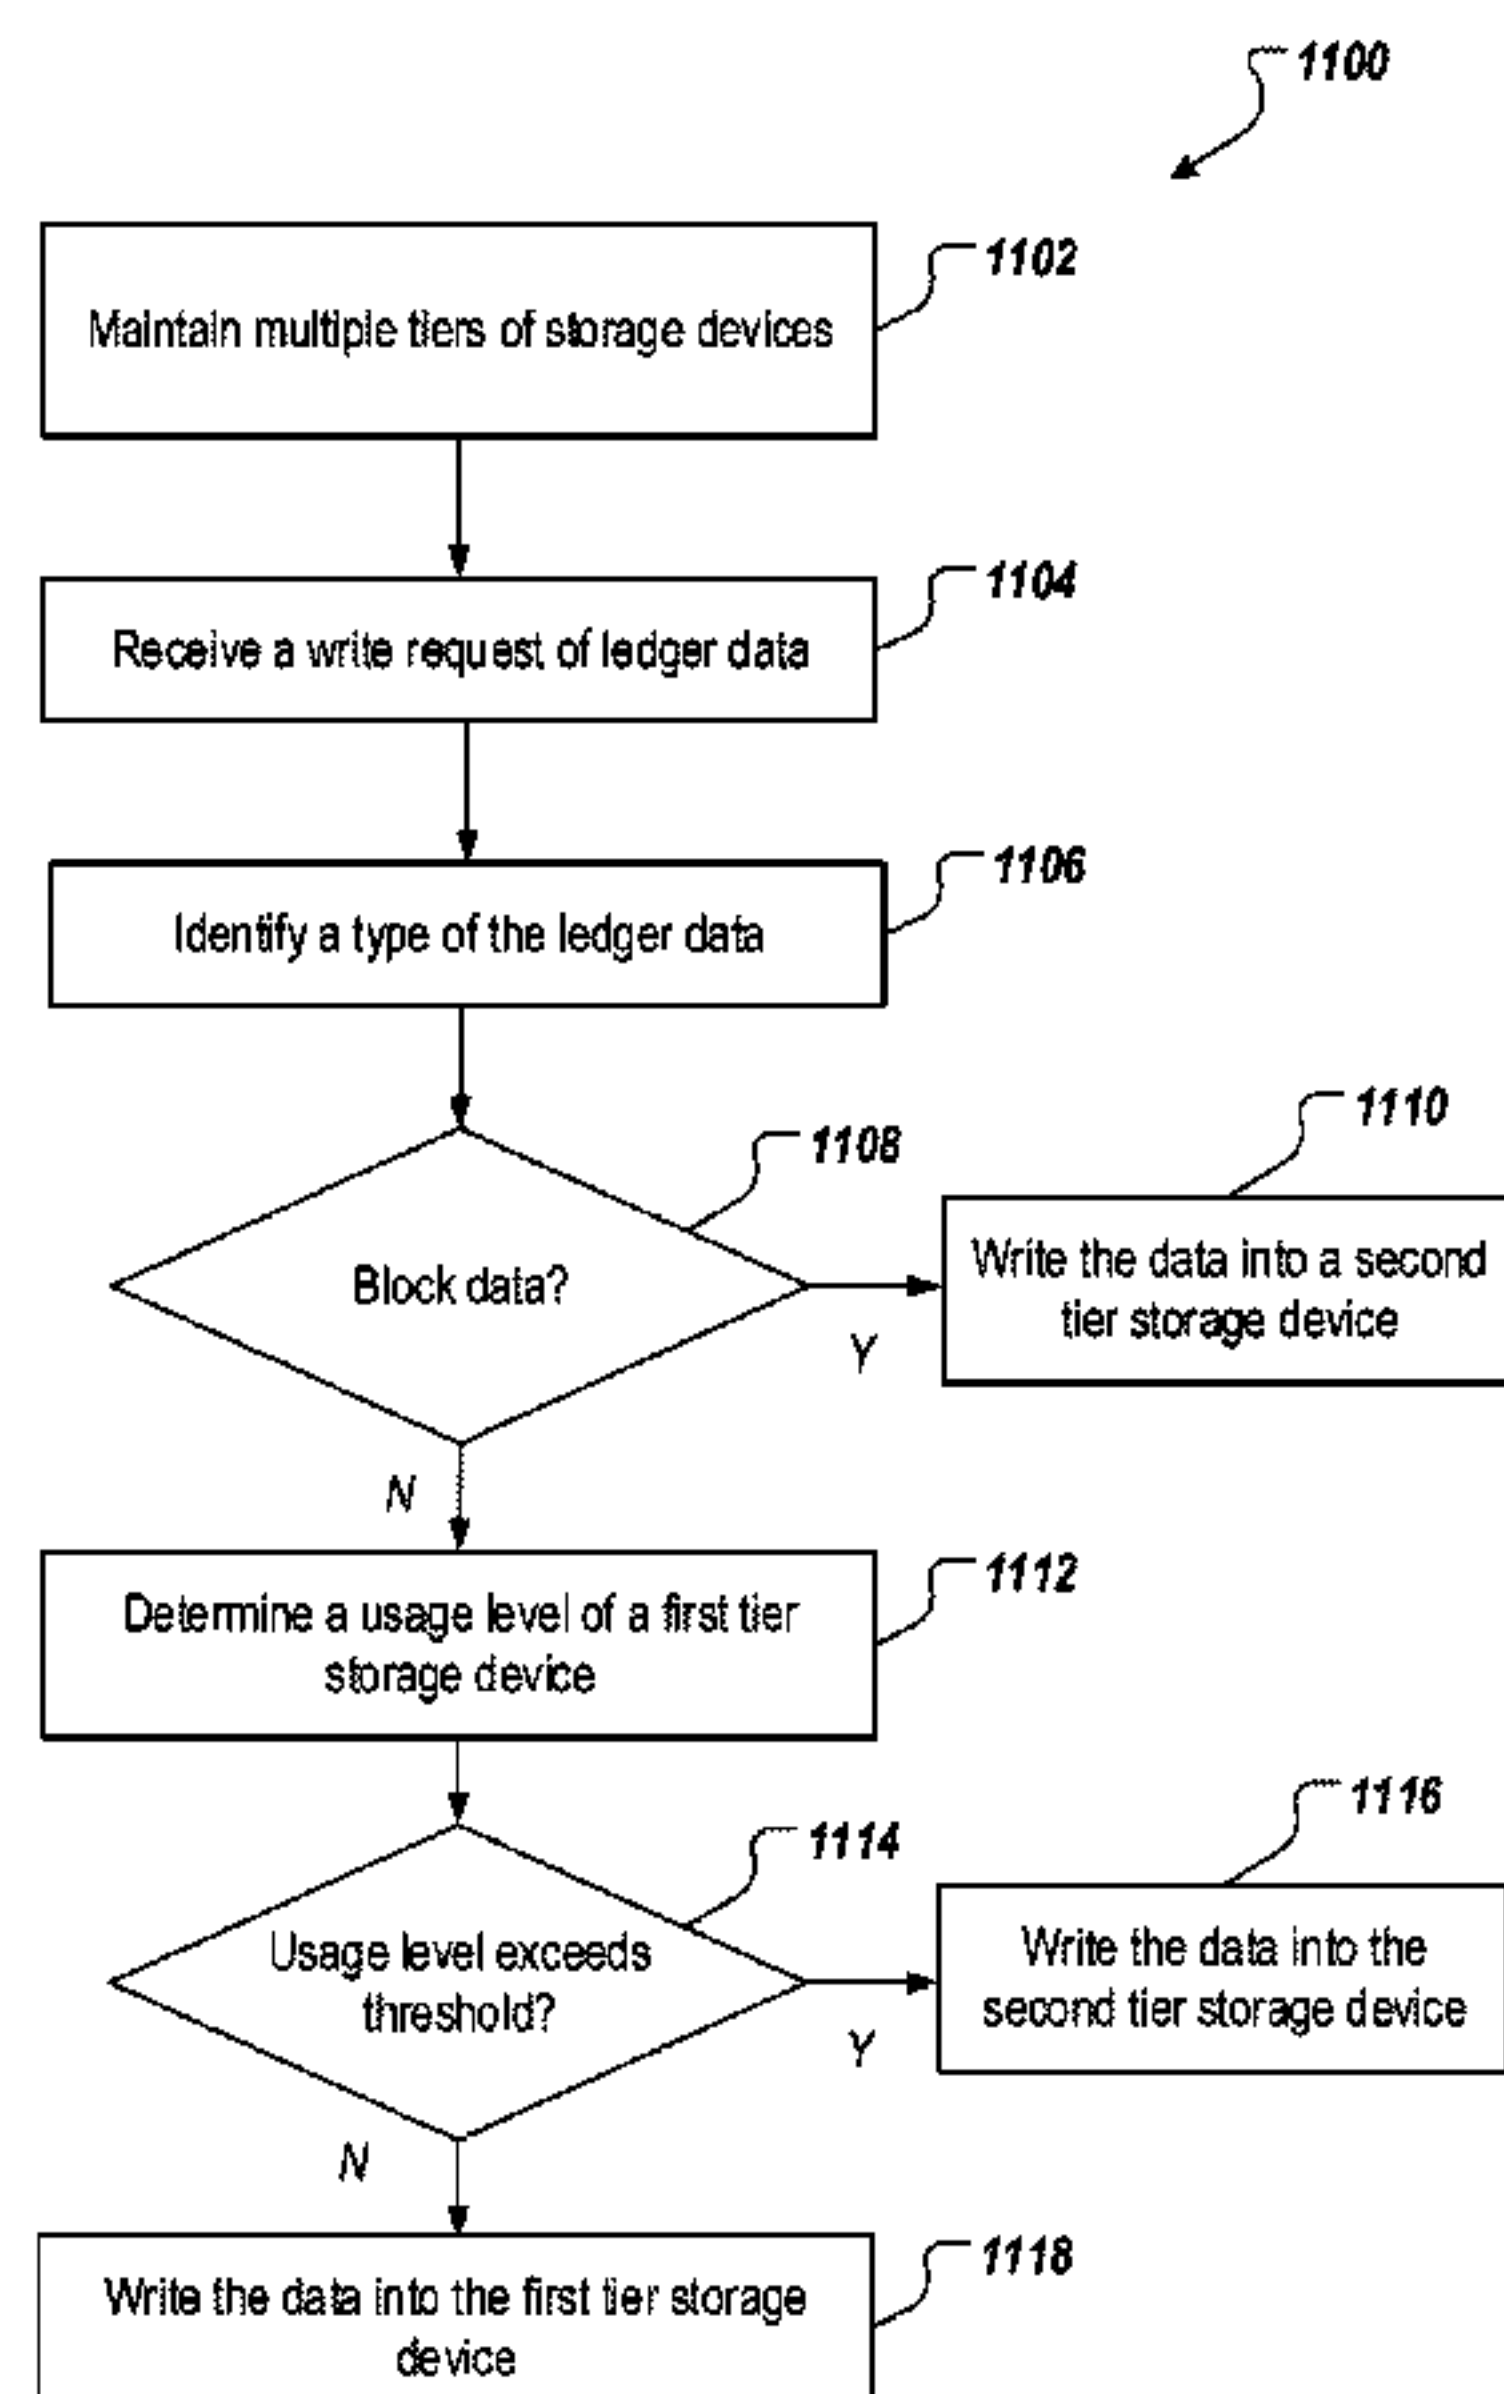 1100
1102
Maintain multiple tiers of storage devices
1104
Receive a write request of ledger data
1106
Identify a type of the ledger data
1108
1110
Block data?
Write the data into a second
tier storage device
Y
N
1112
Determine a usage level of a first tier
storage device
1114
1116
Usage level exceeds
threshold?
Write the data into the
second tier storage device
Y
N
1118
Write the data into the first tier storage
device